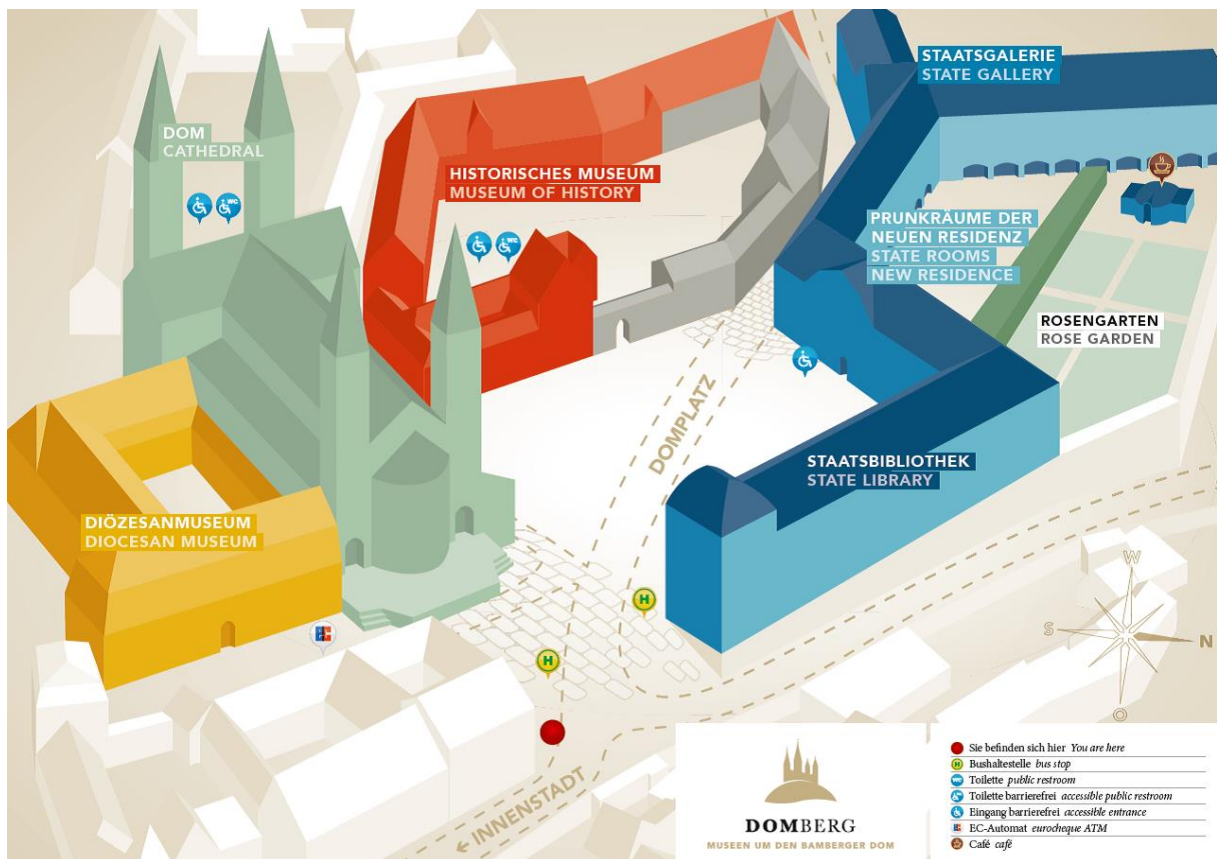 DOM
CATHEDRAL
WC
HISTORISCHES MUSEUM
MUSEUM OF HISTORY
WC
STAATSGALERIE
STATE GALLERY
PRUNKRÄUME DER
NEUEN RESIDENZ
STATE ROOMS
NEW RESIDENCE
ROSENGARTEN
ROSE GARDEN
DOMPLATZ
STAATSBIBLIOTHEK
STATE LIBRARY
DIÖZESANMUSEUM
DIOCESAN MUSEUM
H
H
W
S
N
O
← INNENSTADT
DOMBERG
MUSEEN UM DEN BAMBERGER DOM
Sie befinden sich hier You are here
H Bushaltestelle bus stop
WC Toilette public restroom
Toilette barrierefrei accessible public restroom
Eingang barrierefrei accessible entrance
EC-Automat eurocheque ATM
Café café